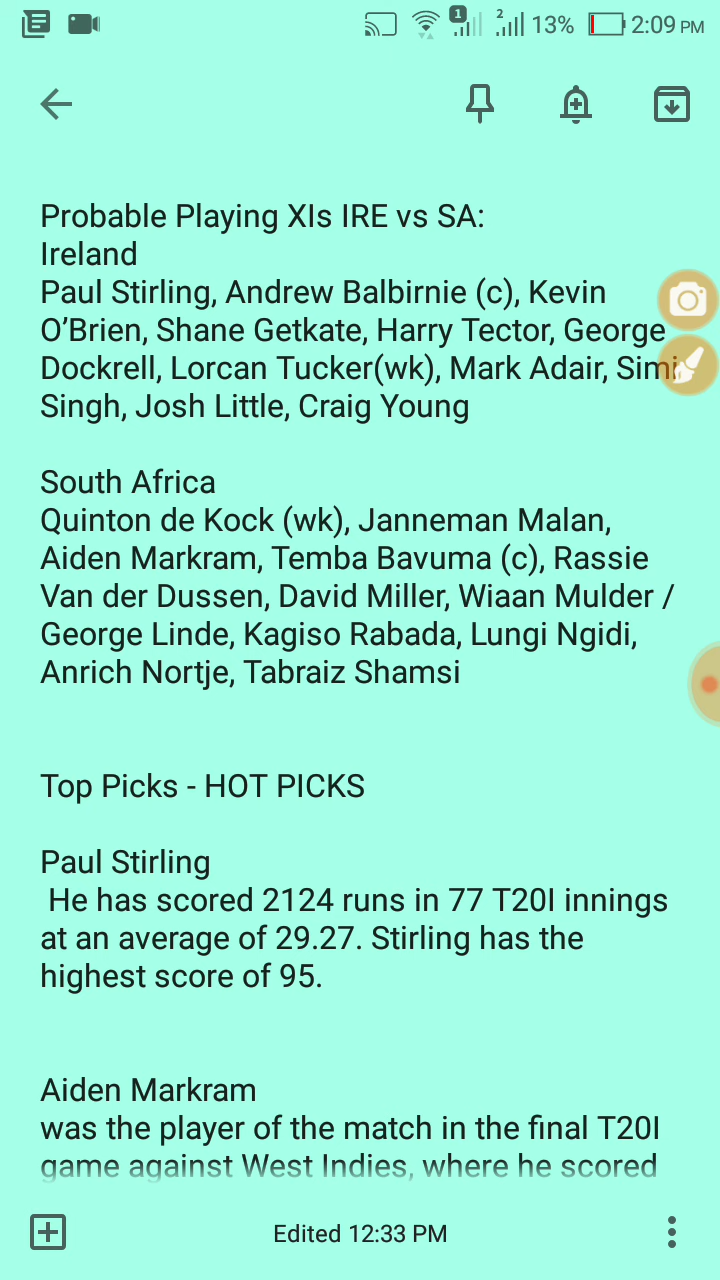 1 2 13% 2:09 PM
Probable Playing XIs IRE vs SA:
Ireland
Paul Stirling, Andrew Balbirnie (c), Kevin
O’Brien, Shane Getkate, Harry Tector, George
Dockrell, Lorcan Tucker(wk), Mark Adair, Simi
Singh, Josh Little, Craig Young
South Africa
Quinton de Kock (wk), Janneman Malan,
Aiden Markram, Temba Bavuma (c), Rassie
Van der Dussen, David Miller, Wiaan Mulder /
George Linde, Kagiso Rabada, Lungi Ngidi,
Anrich Nortje, Tabraiz Shamsi
Top Picks - HOT PICKS
Paul Stirling
He has scored 2124 runs in 77 T20I innings
at an average of 29.27. Stirling has the
highest score of 95.
Aiden Markram
was the player of the match in the final T20I
game against West Indies, where he scored
Edited 12:33 PM